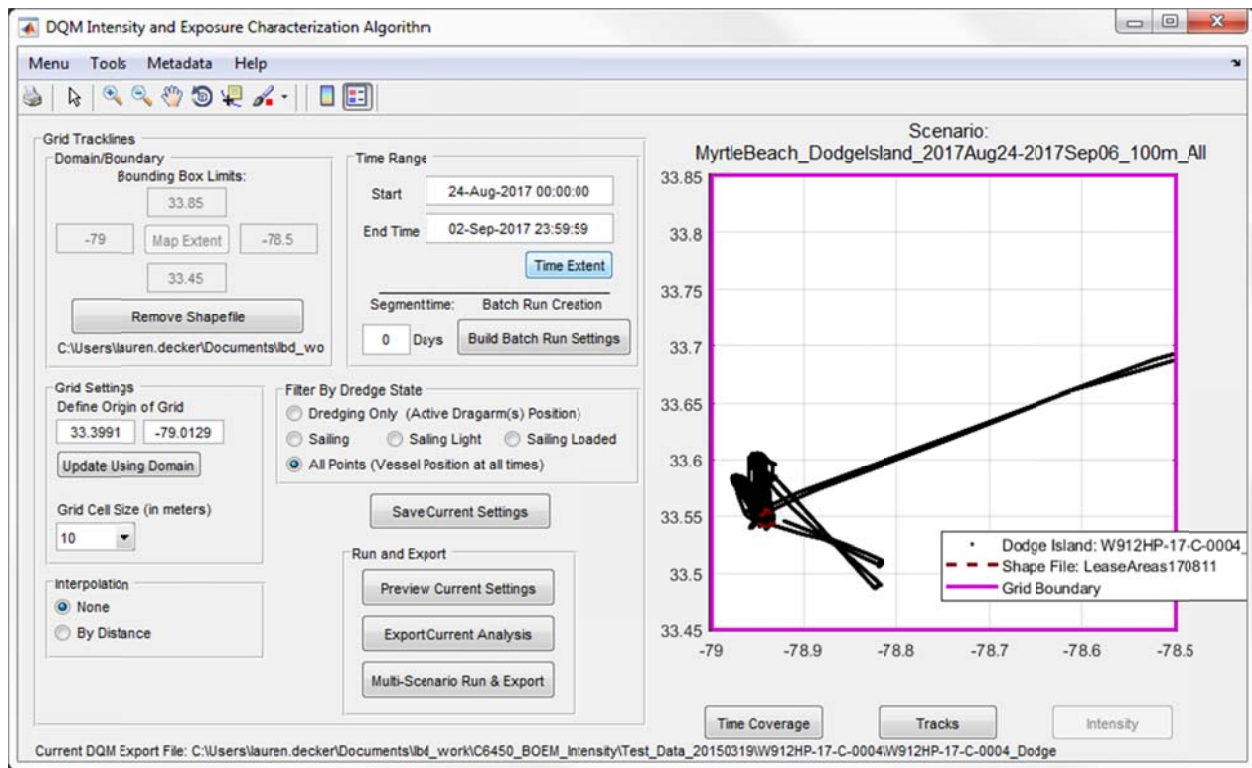 DQM Intensity and Exposure Characterization Algorithm
Menu Tools Metadata Help
Grid Tracklines
Domain/Boundary
Bounding Box Limits:
33.85
-79 Map Extent -78.5
33.45
Remove Shapefile
C:\Users\lauren.decker\Documents\lbd_wo
Time Range
Start 24-Aug-2017 00:00:00
End Time 02-Sep-2017 23:59:59
Time Extent
Segmenttime: Batch Run Creation
0 Days Build Batch Run Settings
Grid Settings
Define Origin of Grid
33.3991 -79.0129
Update Using Domain
Grid Cell Size (in meters)
10
Interpolation
None
By Distance
Filter By Dredge State
Dredging Only (Active Dragarm(s) Position)
Sailing Saling Light Sailing Loaded
All Points (Vessel Position at all times)
Save Current Settings
Run and Export
Preview Current Settings
Export Current Analysis
Multi-Scenario Run & Export
Scenario:
MyrtleBeach_DodgeIsland_2017Aug24-2017Sep06_100m_All
33.85
33.8
33.75
33.7
33.65
33.6
33.55
33.5
33.45
-79 -78.9 -78.8 -78.7 -78.6 -78.5
Dodge Island: W912HP-17-C-0004_
Shape File: LeaseAreas170811
Grid Boundary
Time Coverage Tracks Intensity
Current DQM Export File: C:\Users\lauren.decker\Documents\lbd_work\C6450_BOEM_Intensity\Test_Data_20150319\W912HP-17-C-0004\W912HP-17-C-0004_Dodge